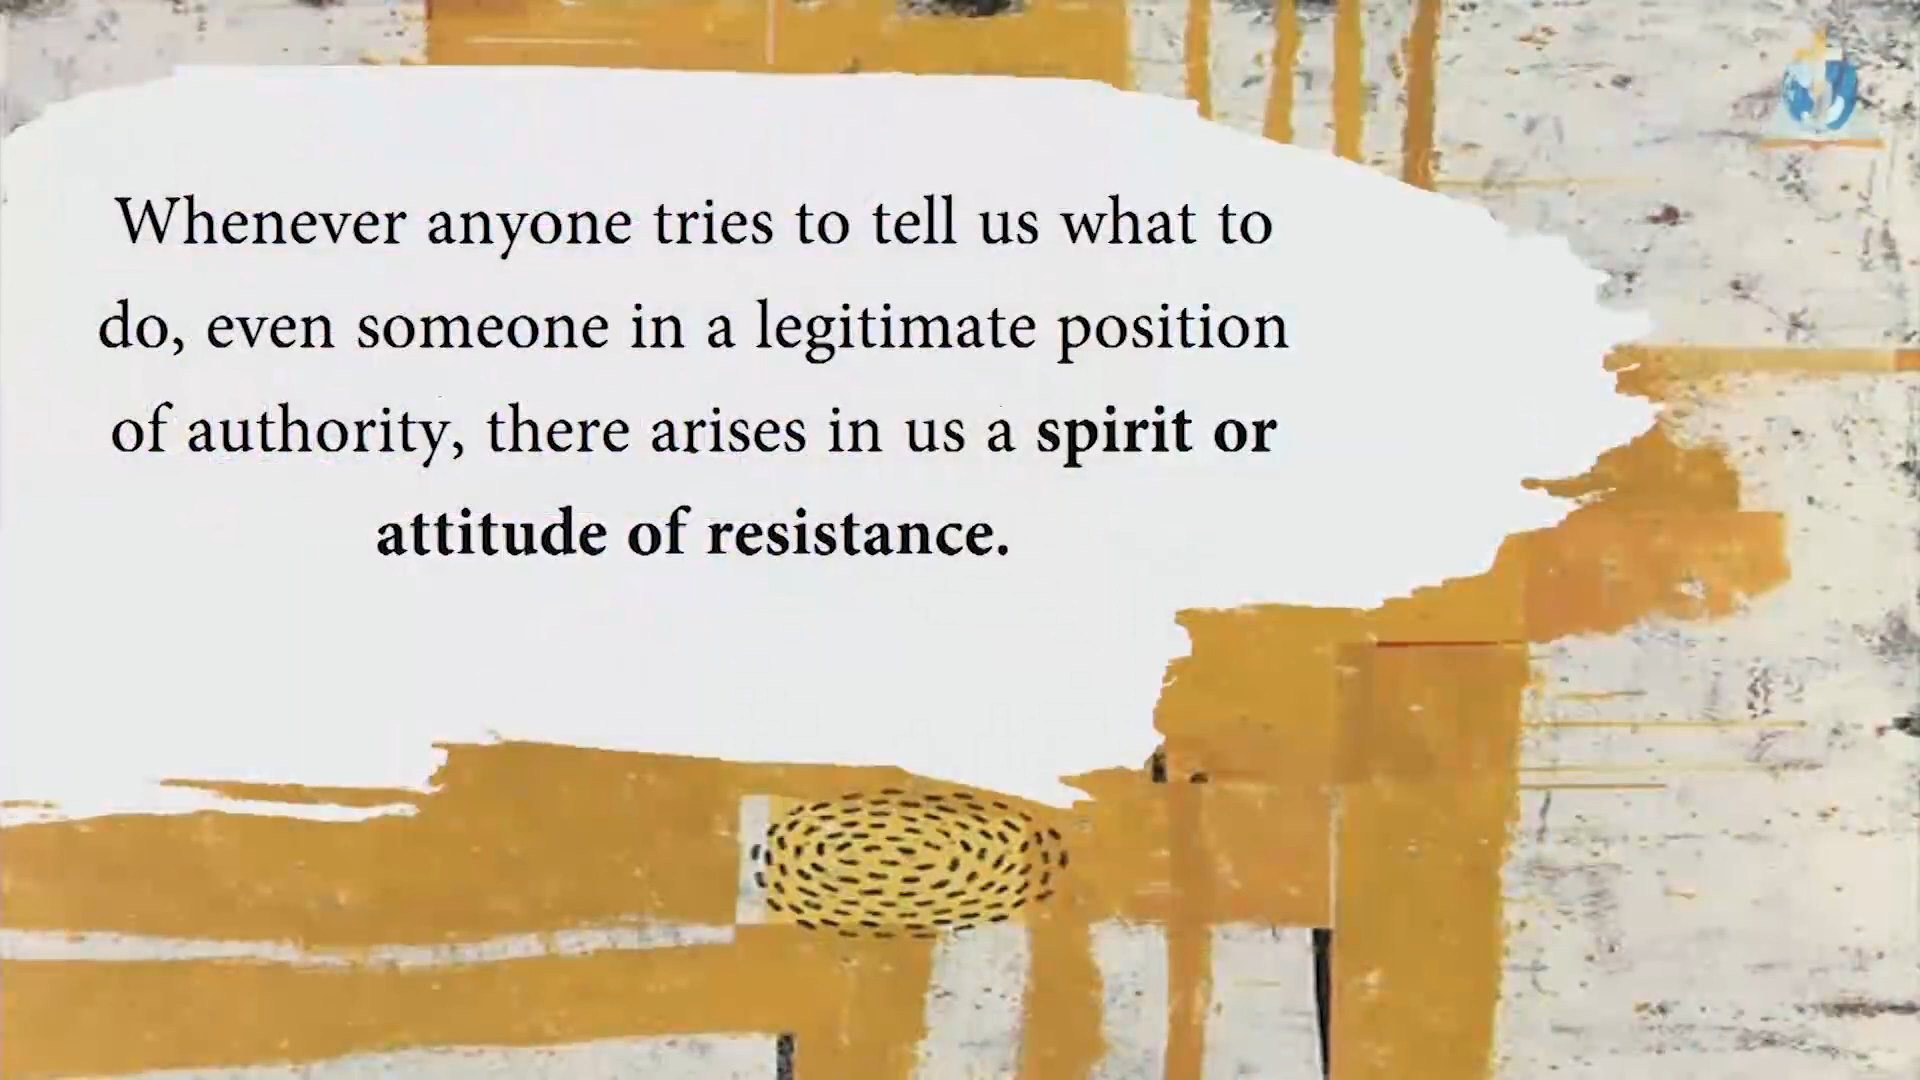 Whenever anyone tries to tell us what to
do, even someone in a legitimate position
of authority, there arises in us a spirit or
attitude of resistance.